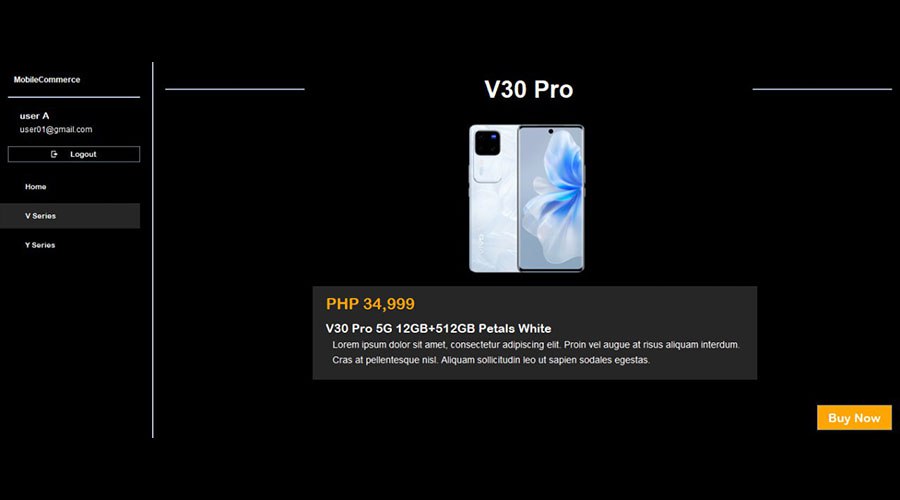 MobileCommerce
user A
user01@gmail.com
Logout
Home
V Series
Y Series
V30 Pro
vivo
PHP 34,999
V30 Pro 5G 12GB+512GB Petals White
Lorem ipsum dolor sit amet, consectetur adipiscing elit. Proin vel augue at risus aliquam interdum.
Cras at pellentesque nisl. Aliquam sollicitudin leo ut sapien sodales egestas.
Buy Now